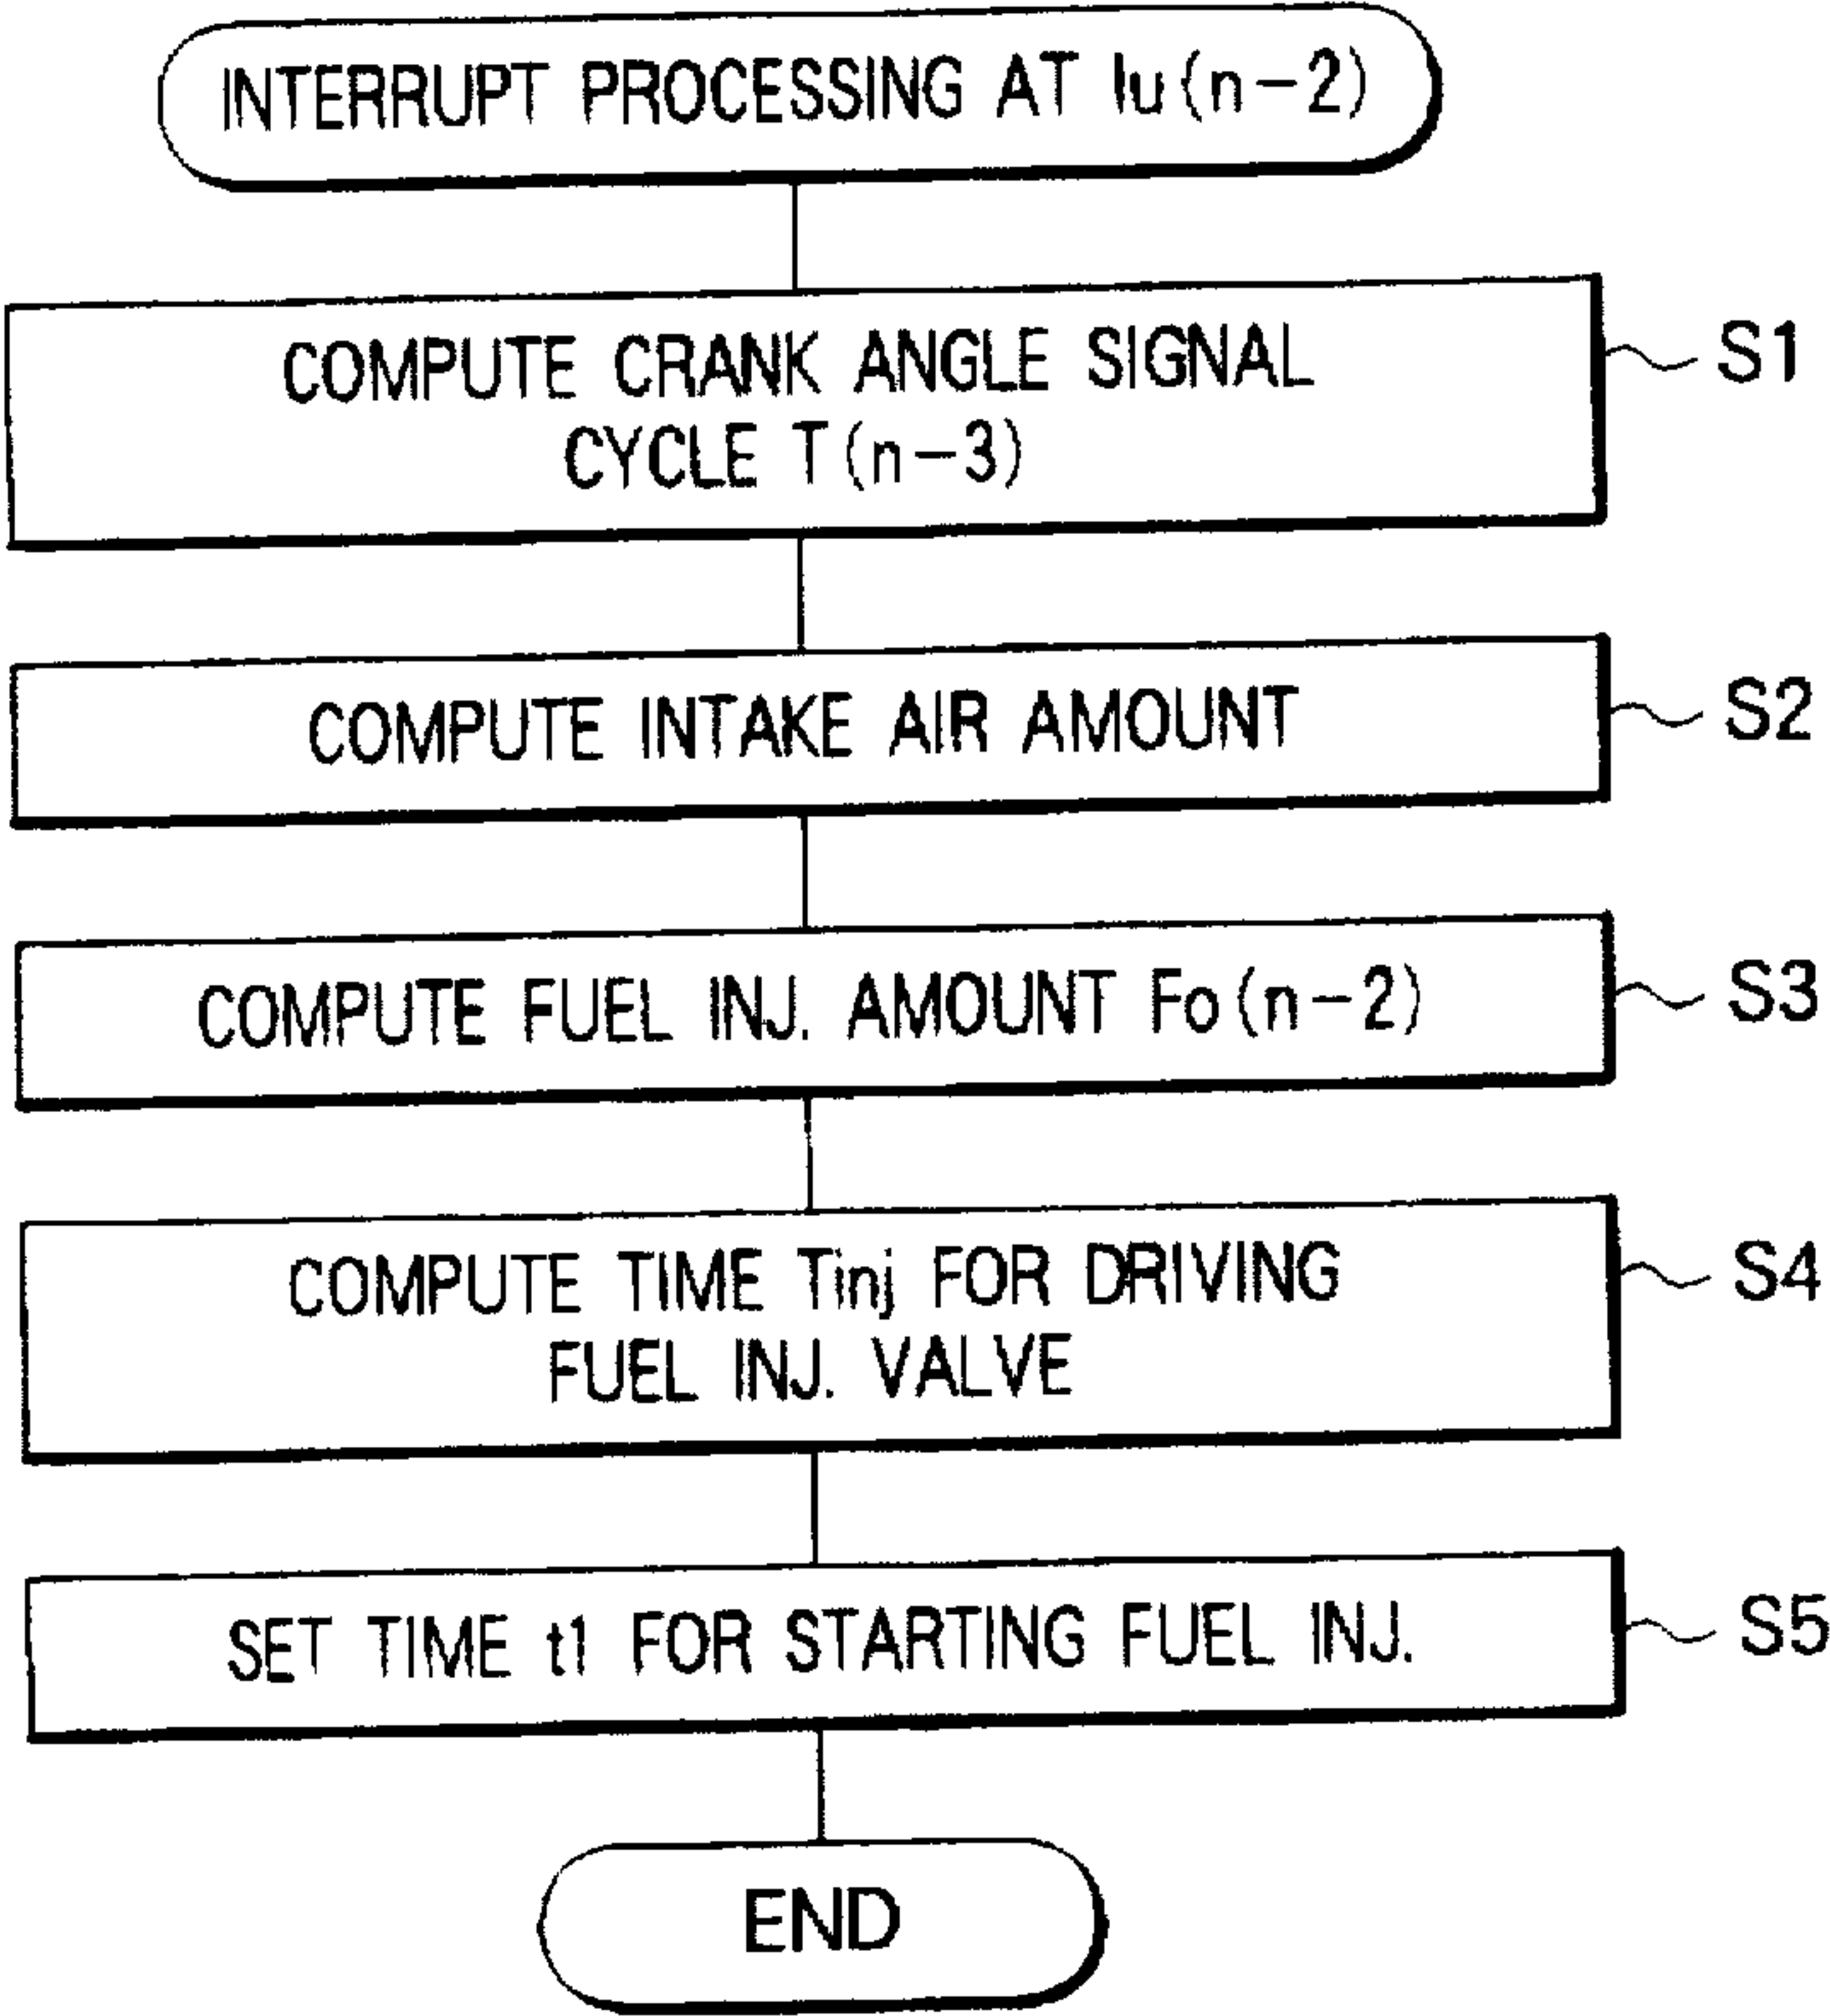 INTERRUPT PROCESSING AT Iu(n-2)
COMPUTE CRANK ANGLE SIGNAL
CYCLE T(n-3)
S1
COMPUTE INTAKE AIR AMOUNT
S2
COMPUTE FUEL INJ. AMOUNT Fo(n-2)
S3
COMPUTE TIME Tinj FOR DRIVING
FUEL INJ. VALVE
S4
SET TIME t1 FOR STARTING FUEL INJ.
S5
END